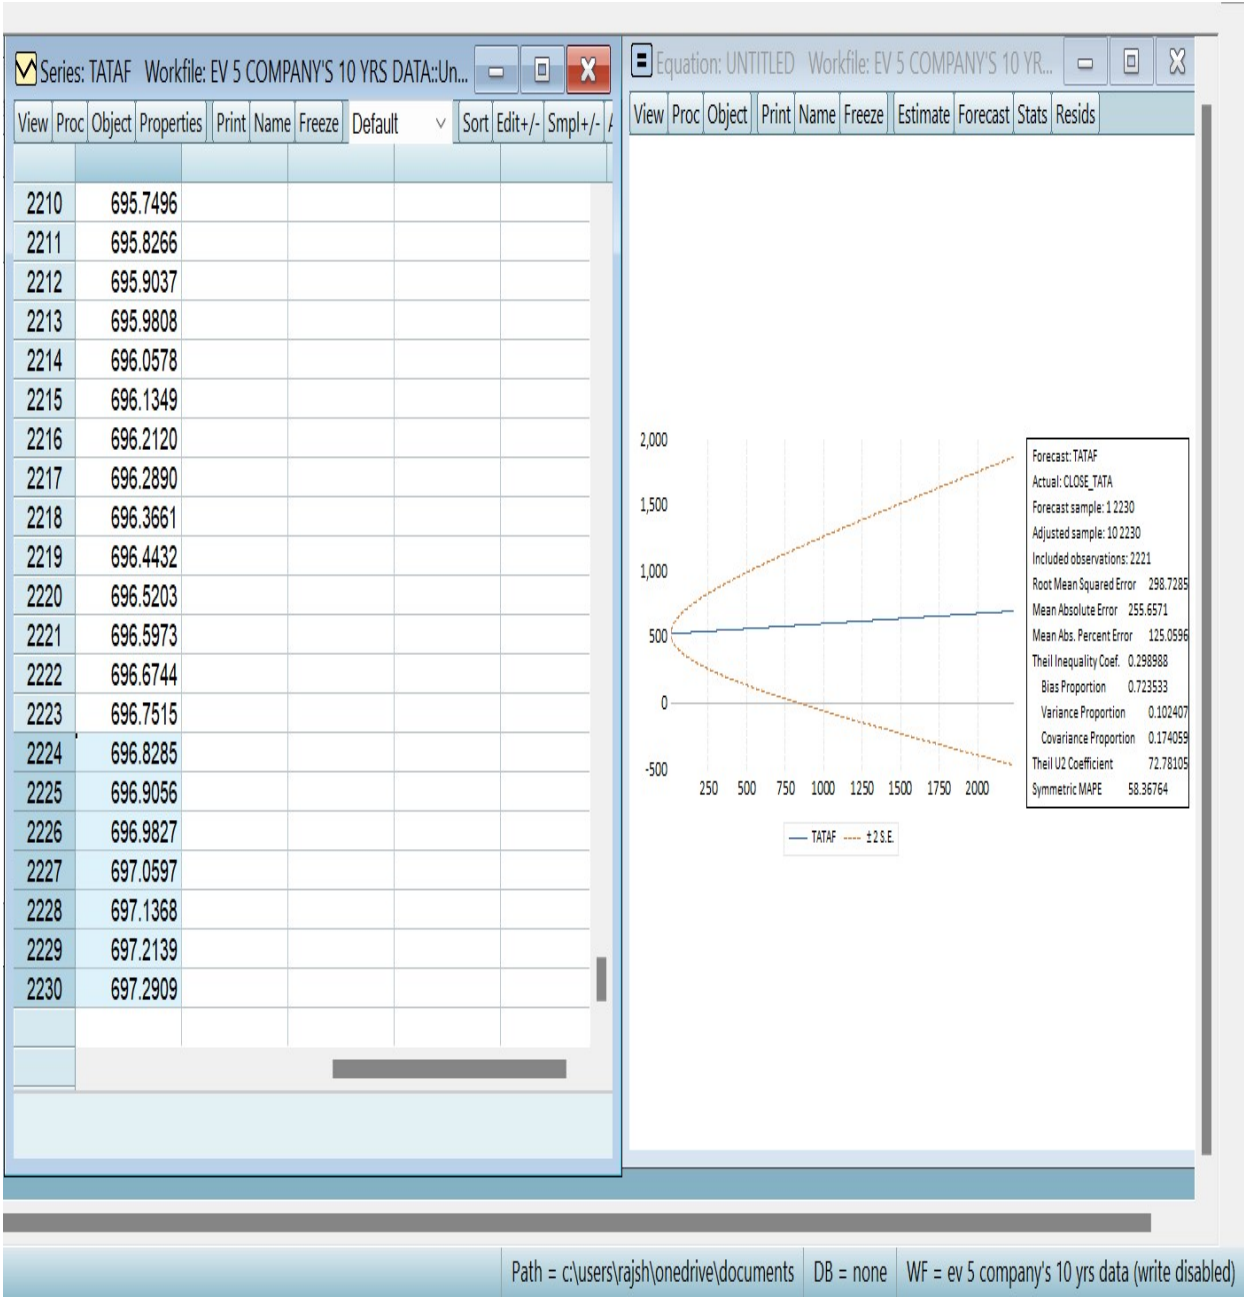 Series: TATAF Workfile: EV 5 COMPANY'S 10 YRS DATA::Un...
View Proc Object Properties Print Name Freeze Default Sort Edit+/- Smpl+/-
2210 695.7496
2211 695.8266
2212 695.9037
2213 695.9808
2214 696.0578
2215 696.1349
2216 696.2120
2217 696.2890
2218 696.3661
2219 696.4432
2220 696.5203
2221 696.5973
2222 696.6744
2223 696.7515
2224 696.8285
2225 696.9056
2226 696.9827
2227 697.0597
2228 697.1368
2229 697.2139
2230 697.2909
Equation: UNTITLED Workfile: EV 5 COMPANY'S 10 YR...
View Proc Object Print Name Freeze Estimate Forecast Stats Resids
2,000
1,500
1,000
500
0
-500
250 500 750 1000 1250 1500 1750 2000
TATAF ± 2 S.E.
Forecast: TATAF
Actual: CLOSE_TATA
Forecast sample: 1 2230
Adjusted sample: 10 2230
Included observations: 2221
Root Mean Squared Error 298.7285
Mean Absolute Error 255.6571
Mean Abs. Percent Error 125.0596
Theil Inequality Coef. 0.298988
Bias Proportion 0.723533
Variance Proportion 0.102407
Covariance Proportion 0.174059
Theil U2 Coefficient 72.78105
Symmetric MAPE 58.36764
Path = c:\users\rajsh\onedrive\documents DB = none WF = ev 5 company's 10 yrs data (write disabled)